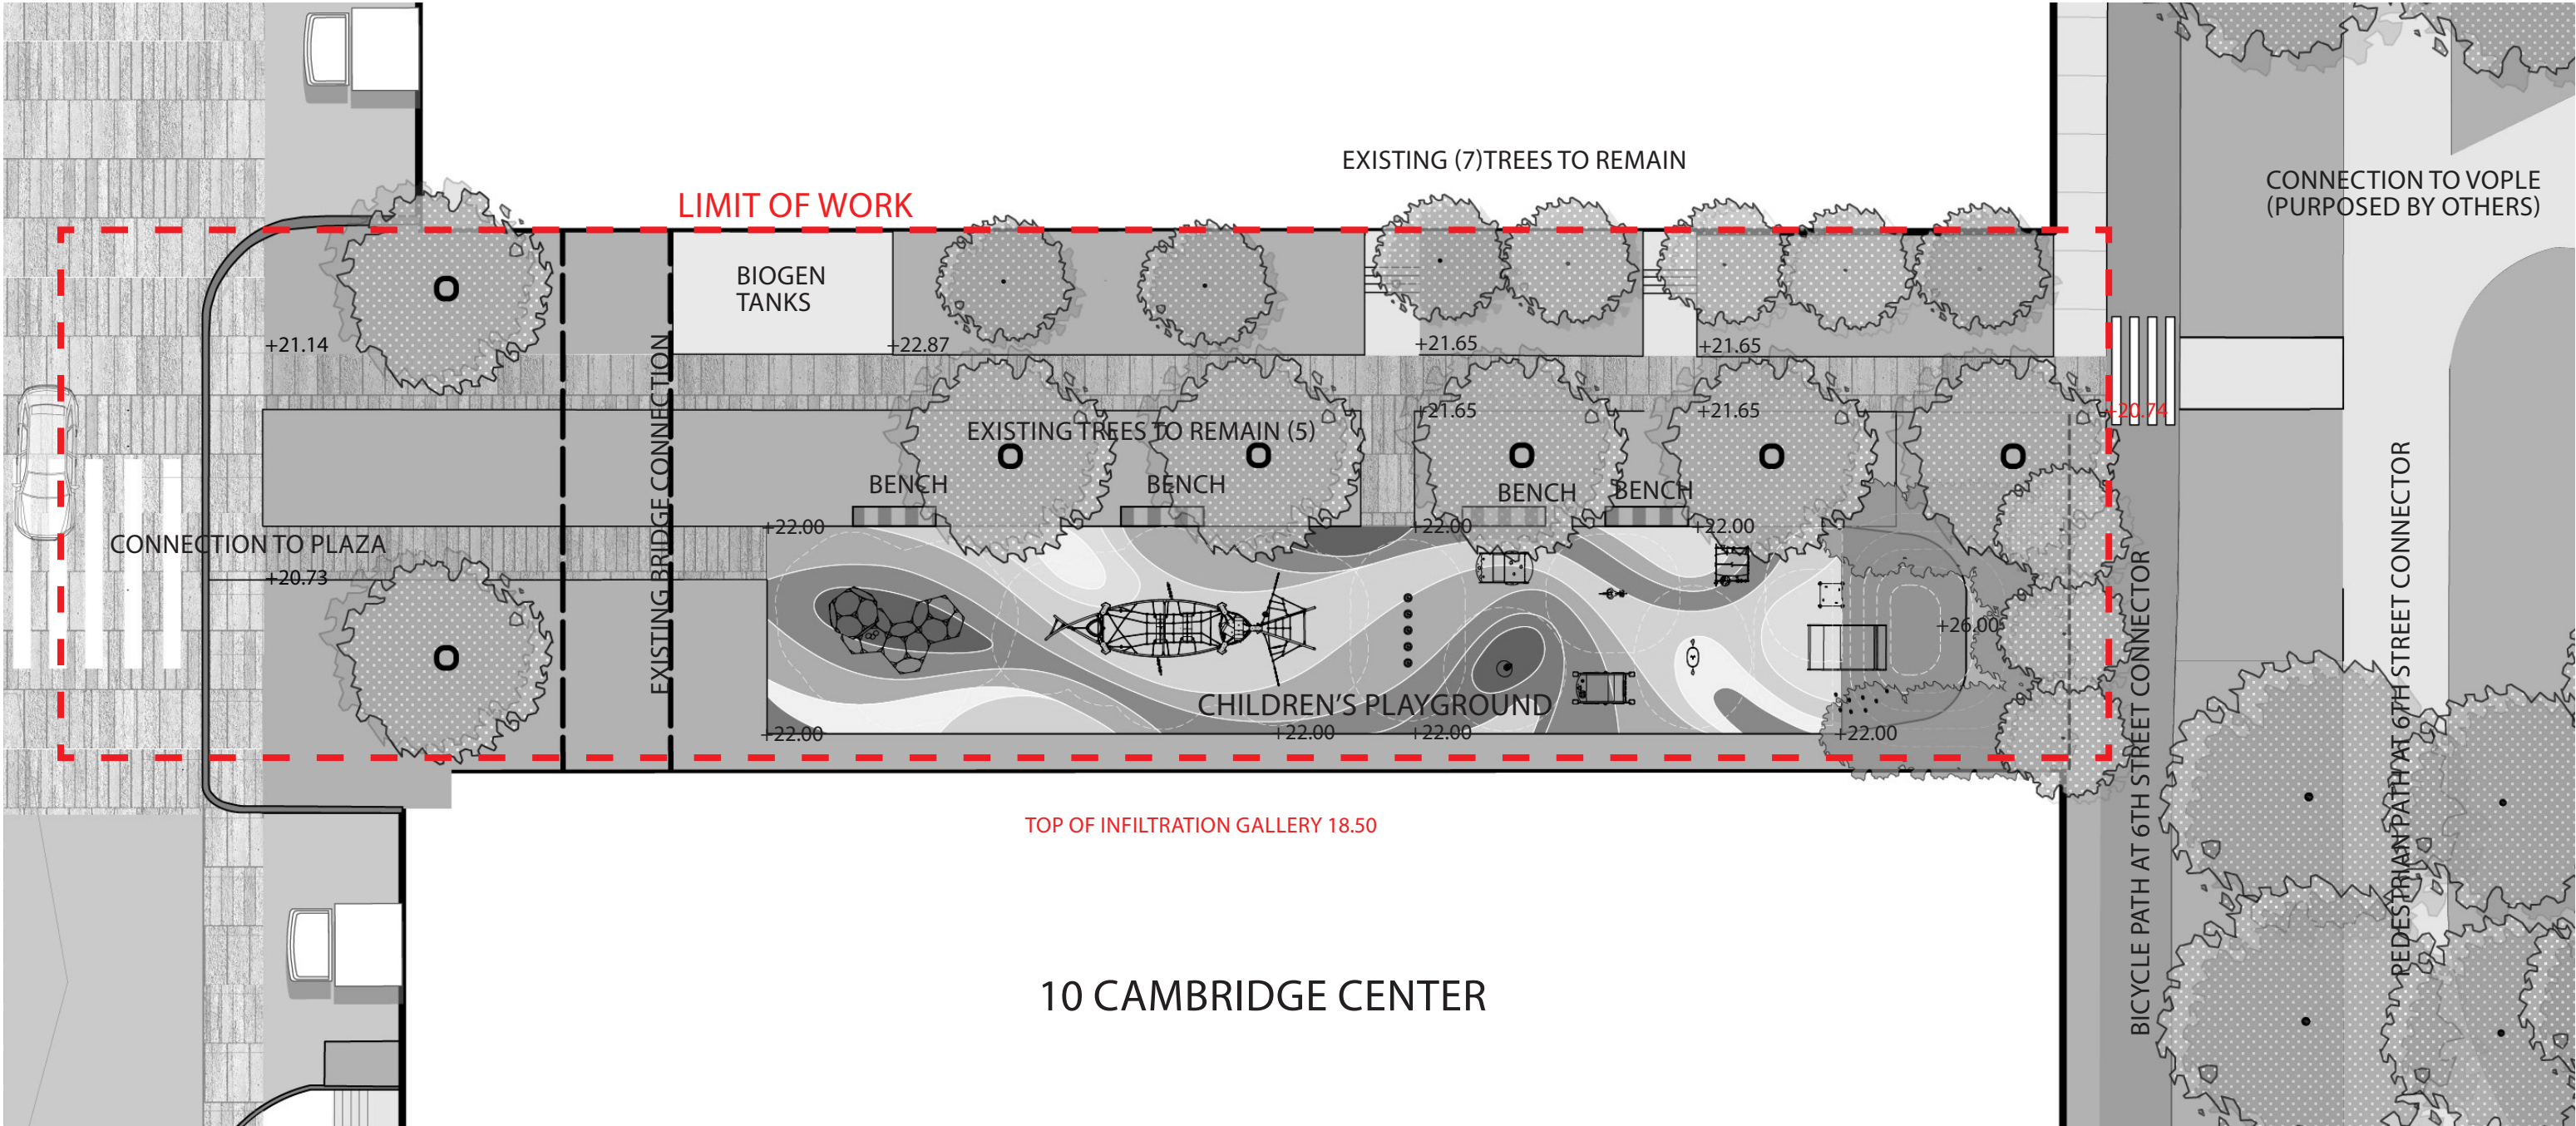 EXISTING (7)TREES TO REMAIN
CONNECTION TO VOPLE
(PURPOSED BY OTHERS)
LIMIT OF WORK
BIOGEN
TANKS
+21.14
+22.87
+21.65
+21.65
+21.65
+21.65
+20.74
EXISTING TREES TO REMAIN (5)
BENCH
BENCH
BENCH
BENCH
+22.00
+22.00
+22.00
CONNECTION TO PLAZA
+20.73
EXISTING BRIDGE CONNECTION
+26.00
CHILDREN'S PLAYGROUND
+22.00
+22.00
+22.00
+22.00
BICYCLE PATH AT 6TH STREET CONNECTOR
PEDESTRIAN PATH AT 6TH STREET CONNECTOR
TOP OF INFILTRATION GALLERY 18.50
10 CAMBRIDGE CENTER